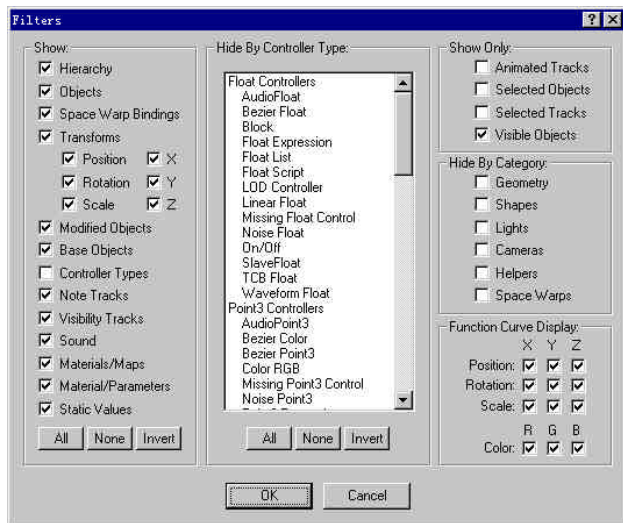 Filters
Show:
Hierarchy
Objects
Space Warp Bindings
Transforms
Position X
Rotation Y
Scale Z
Modified Objects
Base Objects
Controller Types
Note Tracks
Visibility Tracks
Sound
Materials/Maps
Material/Parameters
Static Values
All None Invert
Hide By Controller Type:
Float Controllers
AudioFloat
Bezier Float
Block
Float Expression
Float List
Float Script
LOD Controller
Linear Float
Missing Float Control
Noise Float
On/Off
SlaveFloat
TCB Float
Waveform Float
Point3 Controllers
AudioPoint3
Bezier Color
Bezier Point3
Color RGB
Missing Point3 Control
Noise Point3
All None Invert
Show Only:
Animated Tracks
Selected Objects
Selected Tracks
Visible Objects
Hide By Category:
Geometry
Shapes
Lights
Cameras
Helpers
Space Warps
Function Curve Display:
X Y Z
Position:
Rotation:
Scale:
R G B
Color:
OK Cancel